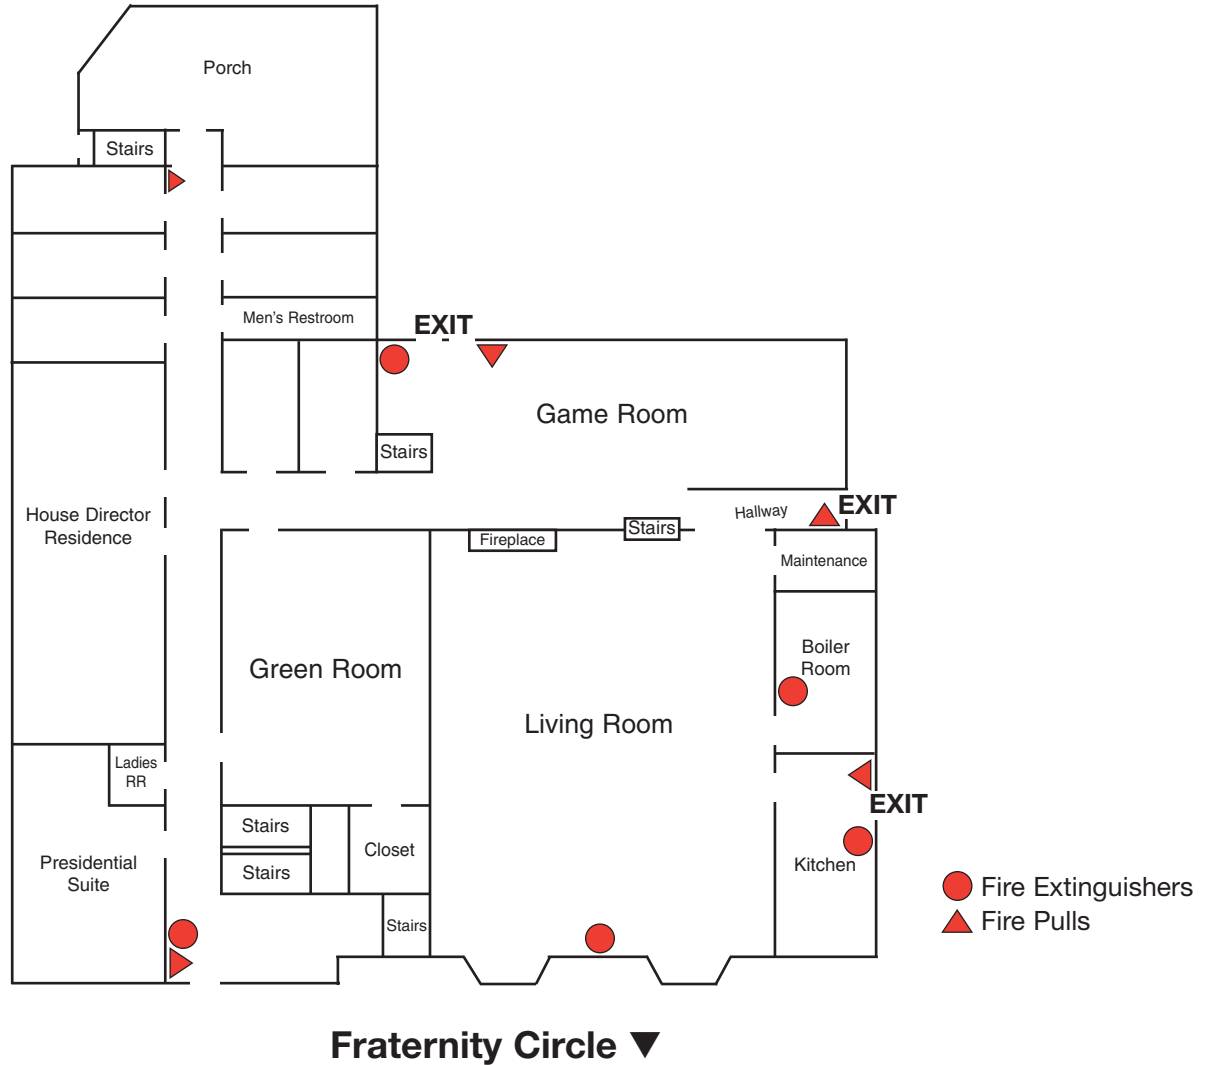 Porch
Stairs
Men's Restroom
EXIT
Game Room
Stairs
House Director
Residence
Hallway
EXIT
Stairs
Fireplace
Maintenance
Green Room
Boiler
Room
Living Room
Ladies
RR
EXIT
Stairs
Closet
Stairs
Presidential
Suite
Kitchen
Stairs
Fire Extinguishers
Fire Pulls
Fraternity Circle